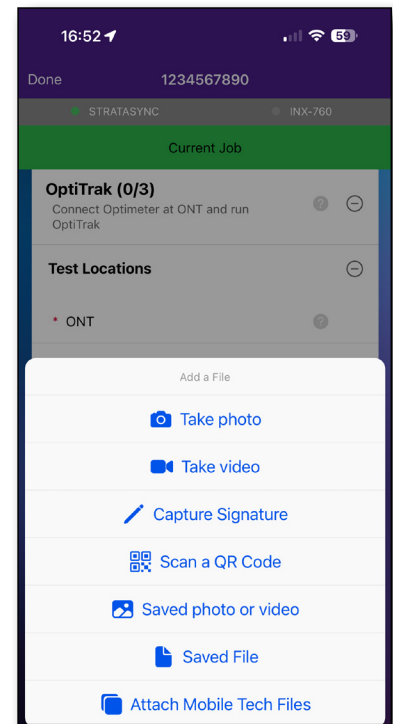 16:52 59
Done 1234567890
STRATASYNC INX-760
Current Job
OptiTrak (0/3)
Connect Optimeter at ONT and run
OptiTrak
?
Test Locations
* ONT ?
Add a File
Take photo
Take video
Capture Signature
Scan a QR Code
Saved photo or video
Saved File
Attach Mobile Tech Files